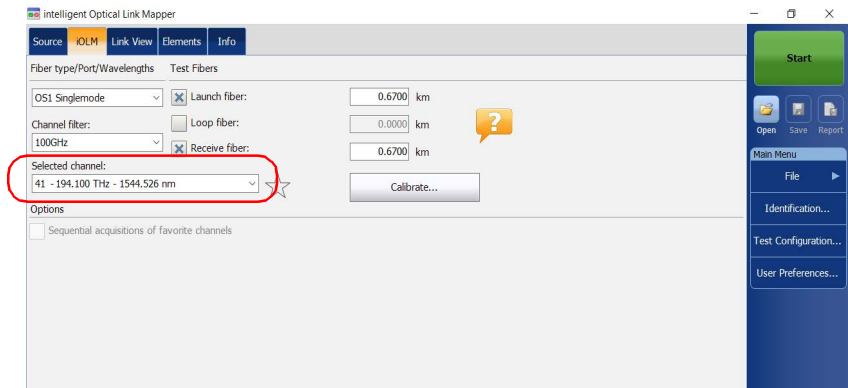 intelligent Optical Link Mapper
Source iOLM Link View Elements Info
Fiber type/Port/Wavelengths Test Fibers
OS1 Singlemode
Launch fiber: 0.6700 km
Channel filter:
Loop fiber: 0.0000 km
100GHz
Receive fiber: 0.6700 km
Selected channel:
41 - 194.100 THz - 1544.526 nm
Calibrate...
Options
Sequential acquisitions of favorite channels
?
Start
Open Save Report
Main Menu
File
Identification...
Test Configuration...
User Preferences...